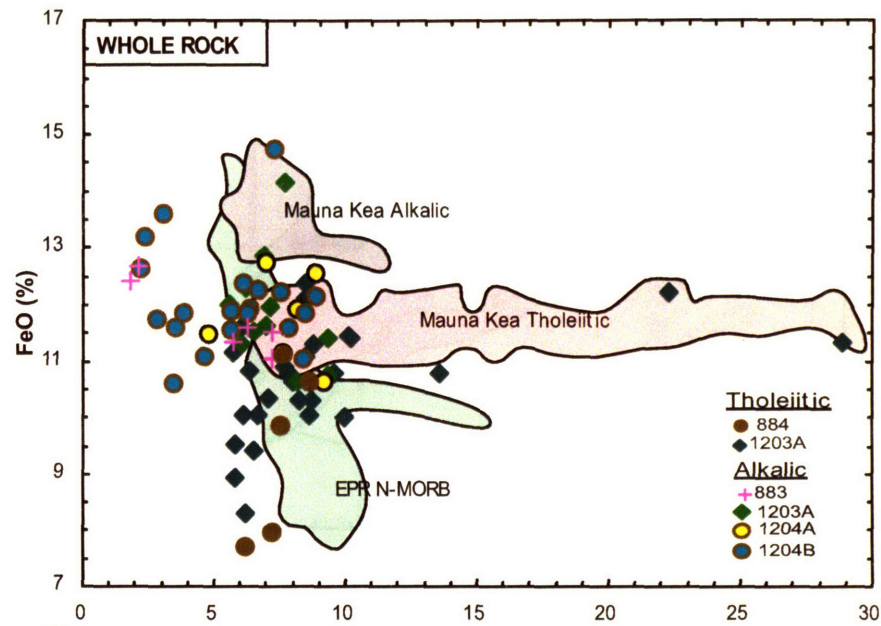 17
WHOLE ROCK
15
Mauna Kea Alkalic
13
FeO (%)
Mauna Kea Tholeiitic
11
Tholeiitic
884
1203A
Alkalic
9
883
EPR N-MORB
1203A
1204A
1204B
7
0 5 10 15 20 25 30